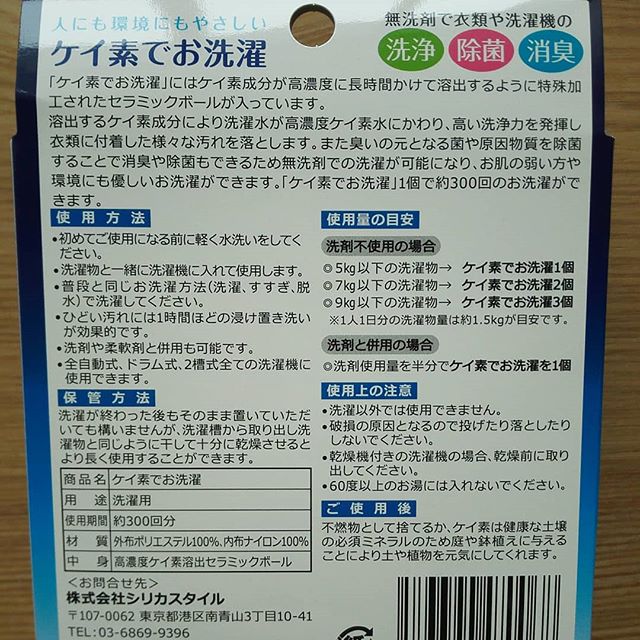 人にも環境にもやさしい
ケイ素でお洗濯
無洗剤で衣類や洗濯機の
洗浄 除菌 消臭
「ケイ素でお洗濯」にはケイ素成分が高濃度に長時間かけて溶出するように特殊加
工されたセラミックボールが入っています。
溶出するケイ素成分により洗濯水が高濃度ケイ素水にかわり、高い洗浄力を発揮し
衣類に付着した様々な汚れを落とします。また臭いの元となる菌や原因物質を除菌
することで消臭や除菌もできるため無洗剤での洗濯が可能になり、お肌の弱い方や
環境にも優しいお洗濯ができます。「ケイ素でお洗濯」1個で約300回のお洗濯がで
きます。
使用方法
•初めてご使用になる前に軽く水洗いをしてく
ださい。
•洗濯物と一緒に洗濯機に入れて使用します。
•普段と同じお洗濯方法(洗濯、すすぎ、脱
水)で洗濯してください。
•ひどい汚れには1時間ほどの浸け置き洗い
が効果的です。
•洗剤や柔軟剤と併用も可能です。
•全自動式、ドラム式、2槽式全ての洗濯機に
使用できます。
保管方法
洗濯が終わった後もそのまま置いていただい
ても構いませんが、洗濯槽から取り出し洗
濯物と同じように干して十分に乾燥させると
より長く使用することができます。
商品名 ケイ素でお洗濯
用途 洗濯用
使用期間 約300回分
材質 外布ポリエステル100%、内布ナイロン100%
中身 高濃度ケイ素溶出セラミックボール
＜お問合せ先＞
株式会社シリカスタイル
〒107-0062 東京都港区南青山3丁目10-41
TEL:03-6869-9396
使用量の目安
洗剤不使用の場合
◎5kg以下の洗濯物→ ケイ素でお洗濯1個
◎7kg以下の洗濯物→ ケイ素でお洗濯2個
◎9kg以下の洗濯物→ ケイ素でお洗濯3個
※1人1日分の洗濯物量は約1.5kgが目安です。
洗剤と併用の場合
◎洗剤使用量を半分でケイ素でお洗濯を1個
使用上の注意
•洗濯以外では使用できません。
•破損の原因となるので投げたり落としたり
しないでください。
•乾燥機付きの洗濯機の場合、乾燥前に取り
出してください。
•60度以上のお湯には入れないでください。
ご使用後
不燃物として捨てるか、ケイ素は健康な土壌
の必須ミネラルのため庭や鉢植えに与える
ことにより土や植物を元気にしてくれます。